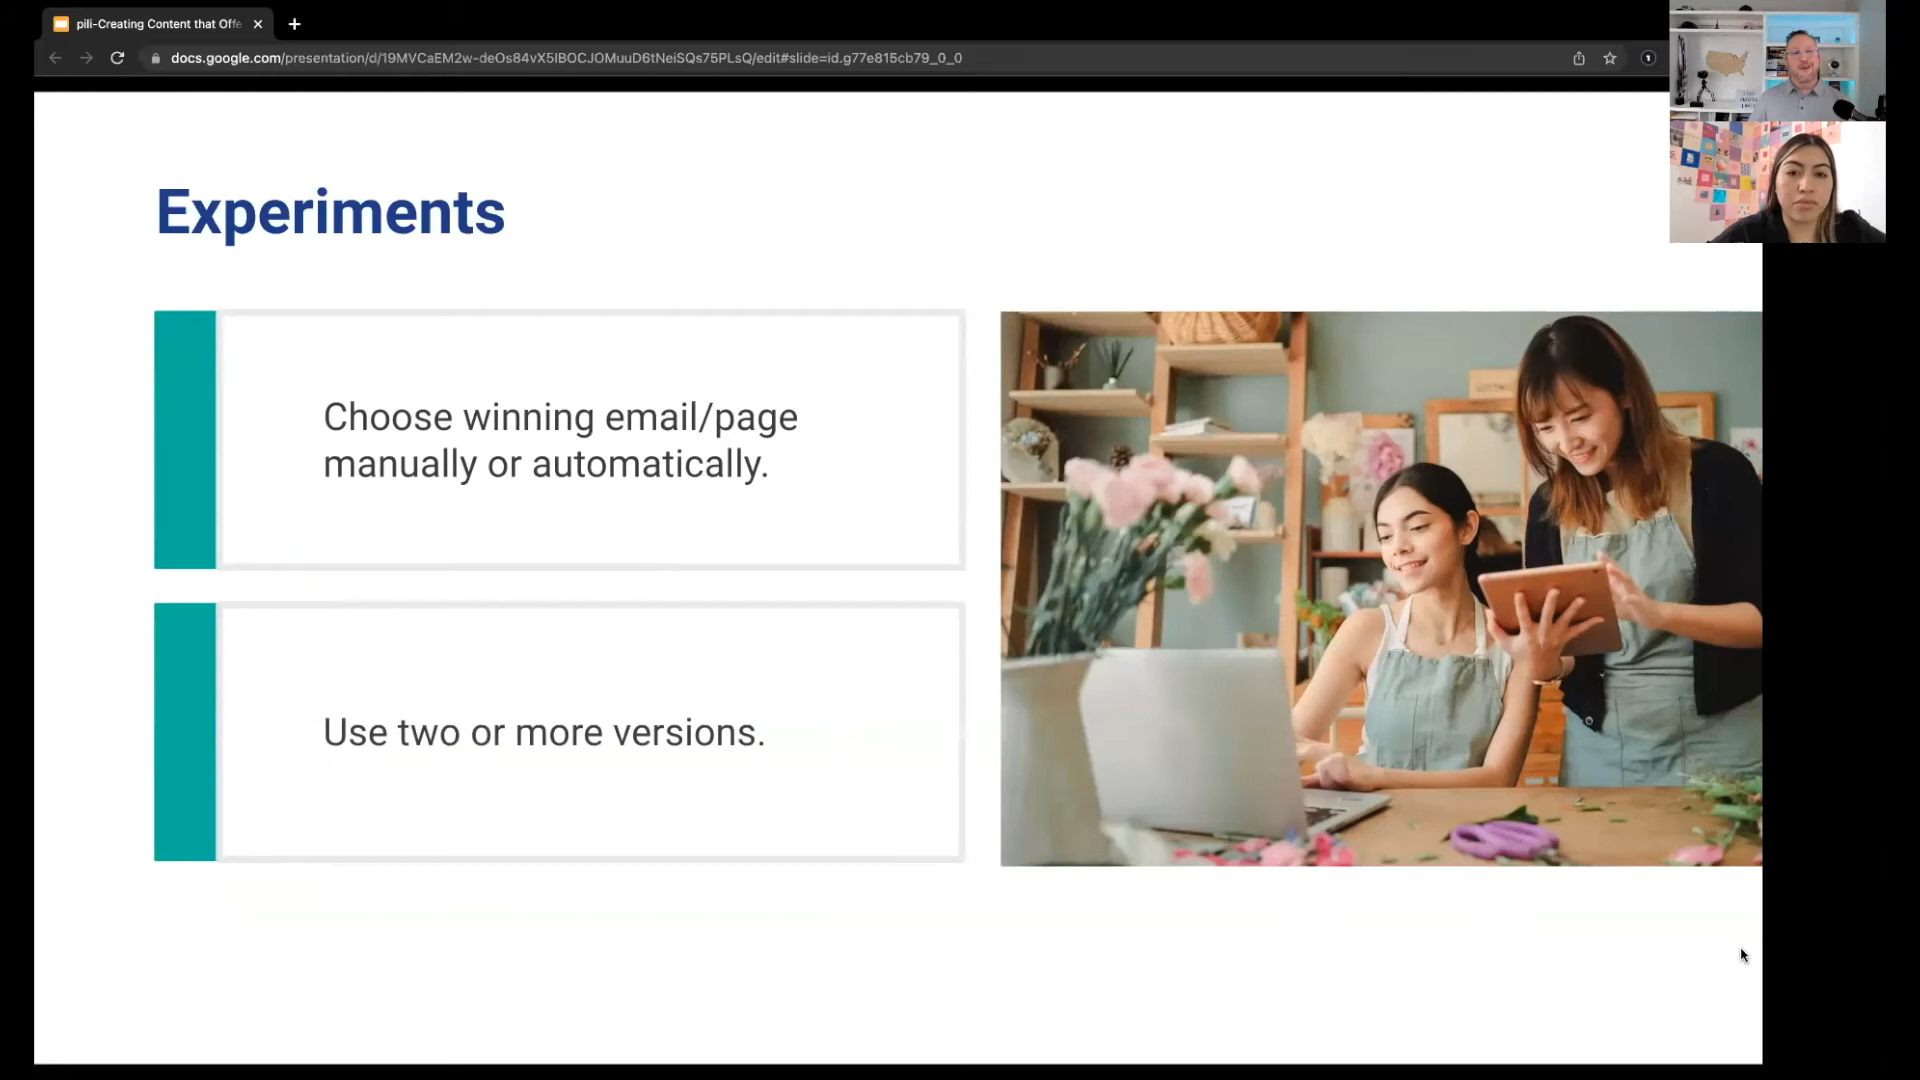 pili-Creating Content that Offe
docs.google.com/presentation/d/19MVCaEM2w-deOs84vX5IBOCJOMuuD6tNeiSQs75PLsQ/edit#slide=id.g77e815cb79_0_0
Experiments
Choose winning email/page
manually or automatically.
Use two or more versions.